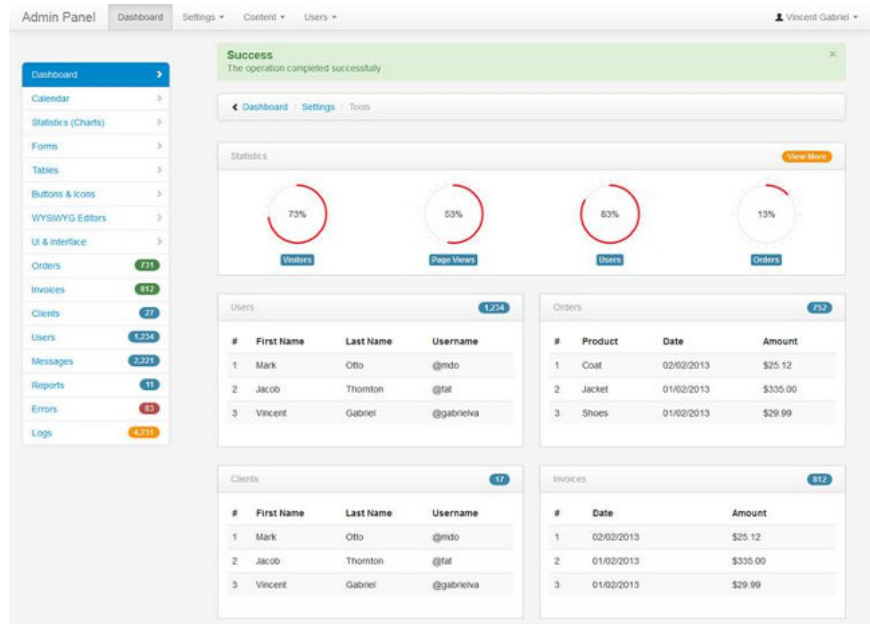 Admin Panel Dashboard Settings Content Users Vincent Gabriel
Success
The operation completed successfully
Dashboard / Settings / Tools
Dashboard
Calendar
Statistics (Charts)
Forms
Tables
Buttons & Icons
WYSIWYG Editors
UI & Interface
Orders 731
Invoices 812
Clients 27
Users 1,234
Messages 2,221
Reports 11
Errors 83
Logs 4,231
Statistics View More
73% 53% 83% 13%
Visitors Page Views Users Orders
Users 1,234
# First Name Last Name Username
1 Mark Otto @mdo
2 Jacob Thornton @fat
3 Vincent Gabriel @gabrielva
Orders 752
# Product Date Amount
1 Coat 02/02/2013 $25.12
2 Jacket 01/02/2013 $335.00
3 Shoes 01/02/2013 $29.99
Clients 17
# First Name Last Name Username
1 Mark Otto @mdo
2 Jacob Thornton @fat
3 Vincent Gabriel @gabrielva
Invoices 812
# Date Amount
1 02/02/2013 $25.12
2 01/02/2013 $335.00
3 01/02/2013 $29.99